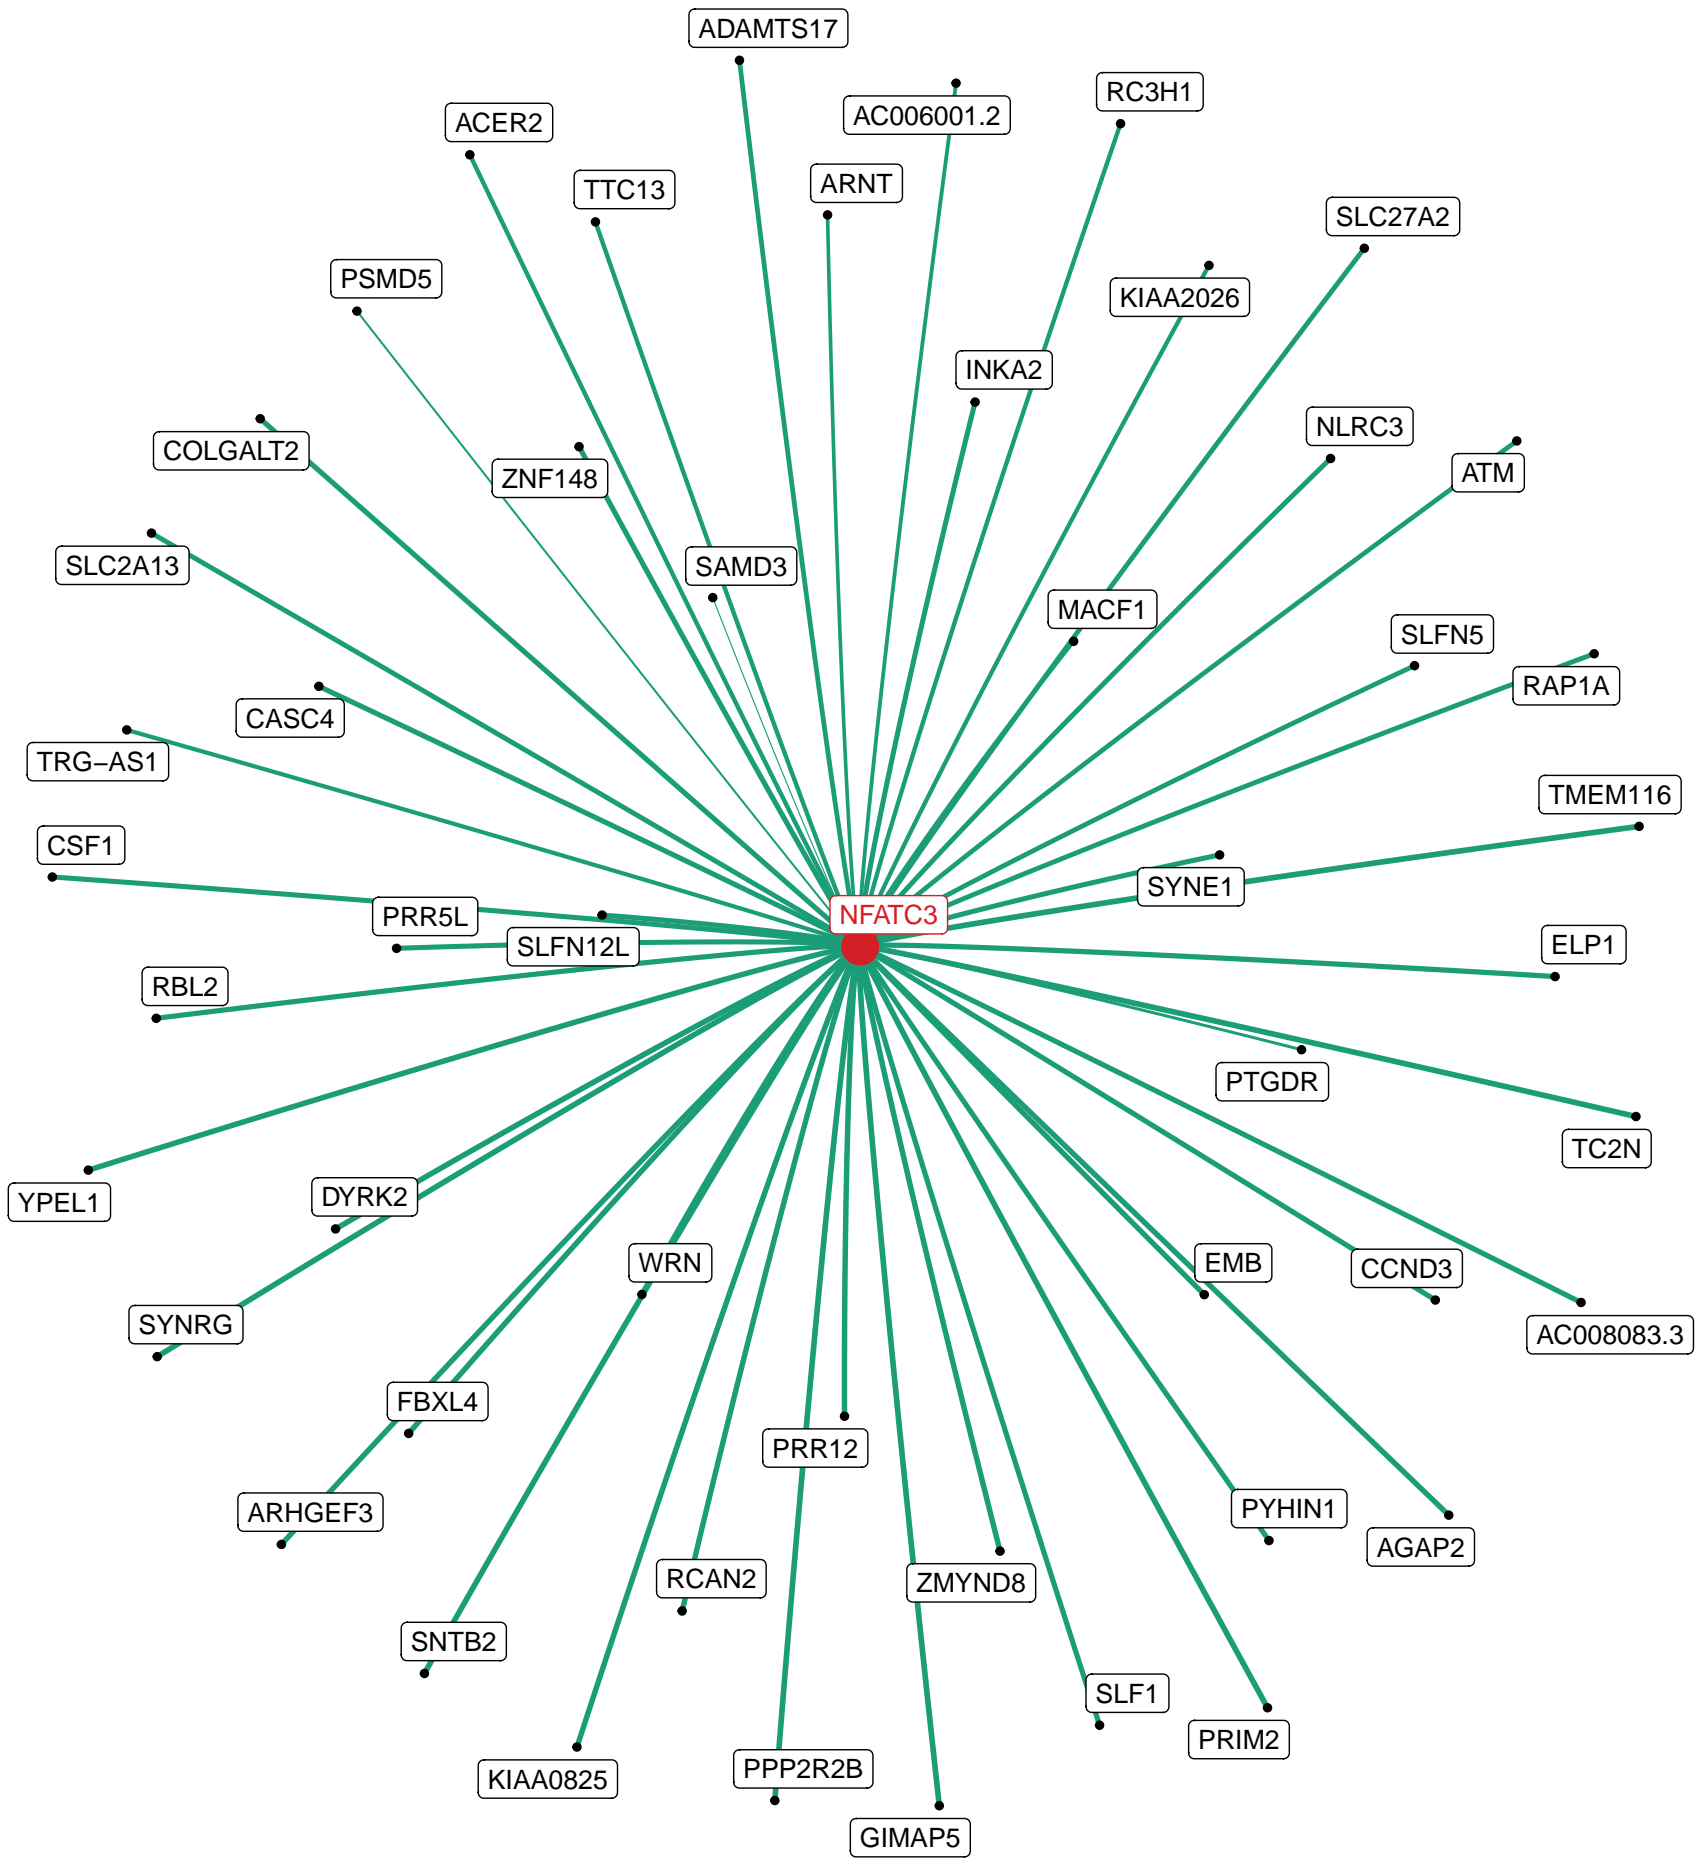 ADAMTS17
AC006001.2
RC3H1
ACER2
TTC13
ARNT
SLC27A2
PSMD5
KIAA2026
INKA2
NLRC3
COLGALT2
ATM
ZNF148
SLC2A13
SAMD3
MACF1
SLFN5
RAP1A
CASC4
TRG−AS1
TMEM116
CSF1
SYNE1
PRR5L
NFATC3
SLFN12L
ELP1
RBL2
PTGDR
TC2N
DYRK2
YPEL1
WRN
EMB
CCND3
SYNRG
AC008083.3
FBXL4
PRR12
ARHGEF3
PYHIN1
AGAP2
RCAN2
ZMYND8
SNTB2
SLF1
PRIM2
PPP2R2B
KIAA0825
GIMAP5